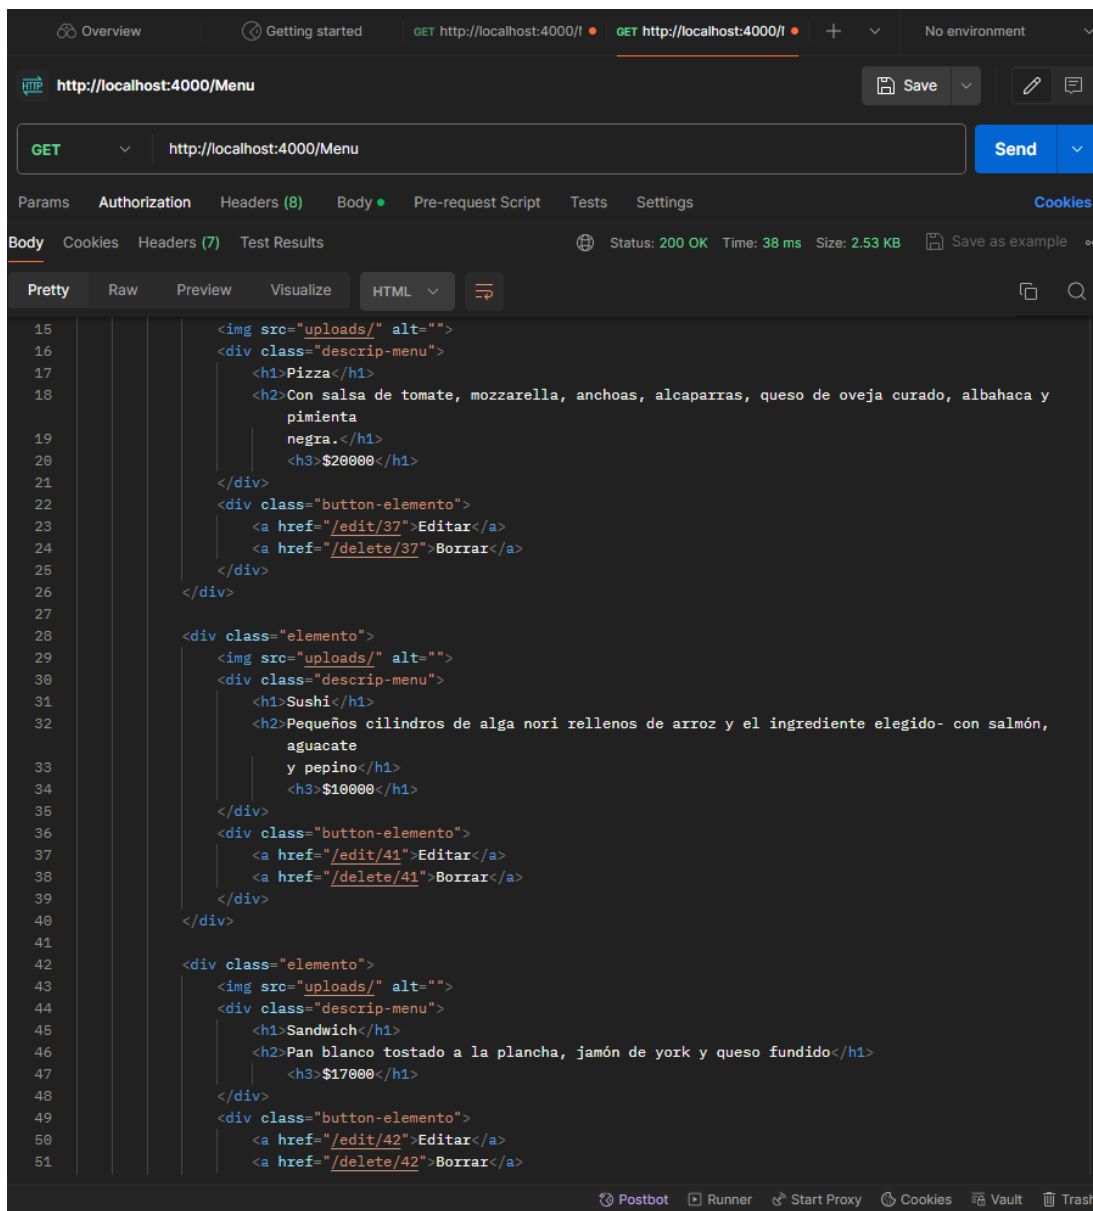 Overview Getting started GET http://localhost:4000/ GET http://localhost:4000/ No environment
HTTP http://localhost:4000/Menu Save
GET http://localhost:4000/Menu Send
Params Authorization Headers (8) Body Pre-request Script Tests Settings Cookies
Body Cookies Headers (7) Test Results Status: 200 OK Time: 38 ms Size: 2.53 KB Save as example
Pretty Raw Preview Visualize HTML
15 <img src="uploads/" alt="">
16 <div class="descrip-menu">
17 <h1>Pizza</h1>
18 <h2>Con salsa de tomate, mozzarella, anchoas, alcaparras, queso de oveja curado, albahaca y
pimienta
19 negra.</h1>
20 <h3>$20000</h1>
21 </div>
22 <div class="button-elemento">
23 <a href="/edit/37">Editar</a>
24 <a href="/delete/37">Borrar</a>
25 </div>
26 </div>
27
28 <div class="elemento">
29 <img src="uploads/" alt="">
30 <div class="descrip-menu">
31 <h1>Sushi</h1>
32 <h2>Pequeños cilindros de alga nori rellenos de arroz y el ingrediente elegido- con salmón,
aguacate
33 y pepino</h1>
34 <h3>$10000</h1>
35 </div>
36 <div class="button-elemento">
37 <a href="/edit/41">Editar</a>
38 <a href="/delete/41">Borrar</a>
39 </div>
40 </div>
41
42 <div class="elemento">
43 <img src="uploads/" alt="">
44 <div class="descrip-menu">
45 <h1>Sandwich</h1>
46 <h2>Pan blanco tostado a la plancha, jamón de york y queso fundido</h1>
47 <h3>$17000</h1>
48 </div>
49 <div class="button-elemento">
50 <a href="/edit/42">Editar</a>
51 <a href="/delete/42">Borrar</a>
Postbot Runner Start Proxy Cookies Vault Trash